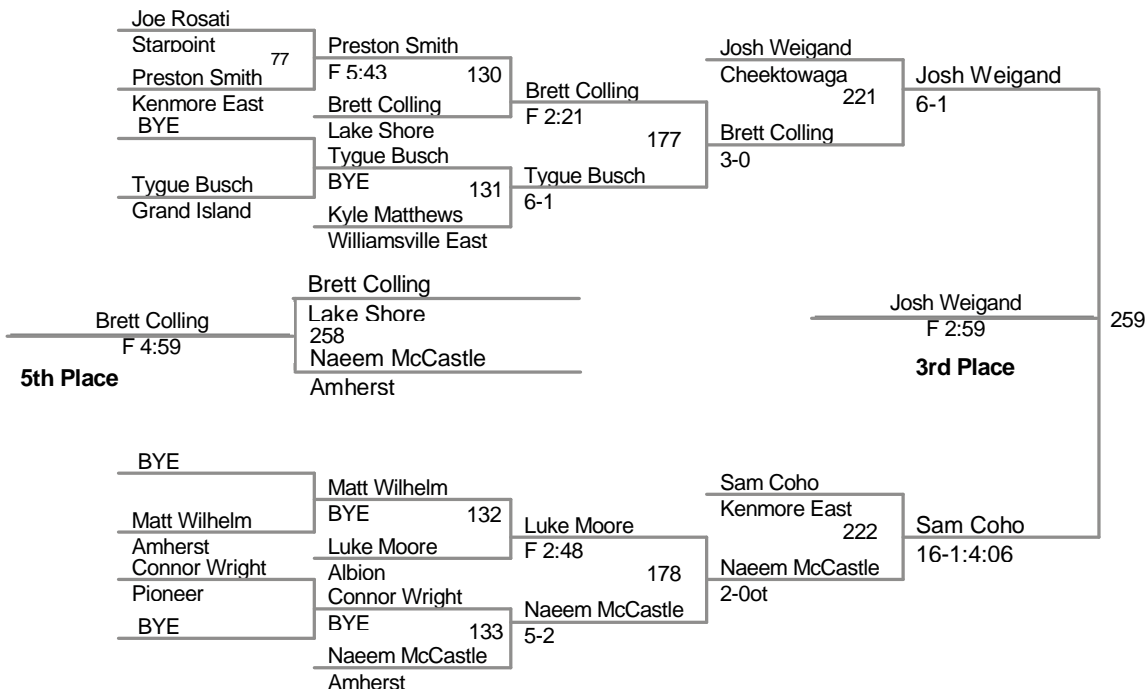 Joe Rosati
Starpoint
77
Preston Smith
Kenmore East
Preston Smith
F 5:43
130
Brett Colling
Lake Shore
BYE
Tygue Busch
Grand Island
Tygue Busch
BYE
131
Kyle Matthews
Williamsville East
Brett Colling
F 2:21
177
Tygue Busch
6-1
Josh Weigand
Cheektowaga
221
Brett Colling
3-0
Josh Weigand
6-1
Brett Colling
Lake Shore
258
Naeem McCastle
Amherst
Brett Colling
F 4:59
5th Place
Josh Weigand
F 2:59
3rd Place
259
BYE
Matt Wilhelm
Amherst
Matt Wilhelm
BYE
132
Luke Moore
Albion
Connor Wright
Pioneer
BYE
Connor Wright
BYE
133
Naeem McCastle
Amherst
Luke Moore
F 2:48
178
Naeem McCastle
5-2
Sam Coho
Kenmore East
222
Naeem McCastle
2-0ot
Sam Coho
16-1:4:06